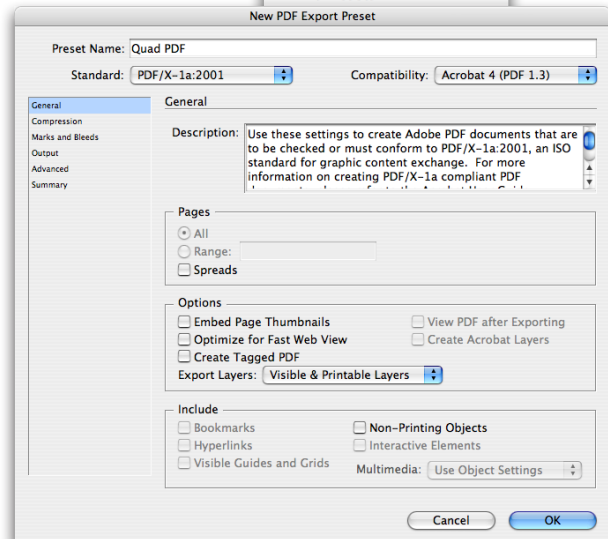 New PDF Export Preset
Preset Name: Quad PDF
Standard: PDF/X-1a:2001 Compatibility: Acrobat 4 (PDF 1.3)
General
Compression
Marks and Bleeds
Output
Advanced
Summary
General
Description: Use these settings to create Adobe PDF documents that are
to be checked or must conform to PDF/X-1a:2001, an ISO
standard for graphic content exchange. For more
information on creating PDF/X-1a compliant PDF
Pages
All
Range:
Spreads
Options
Embed Page Thumbnails View PDF after Exporting
Optimize for Fast Web View Create Acrobat Layers
Create Tagged PDF
Export Layers: Visible & Printable Layers
Include
Bookmarks Non-Printing Objects
Hyperlinks Interactive Elements
Visible Guides and Grids Multimedia: Use Object Settings
Cancel OK